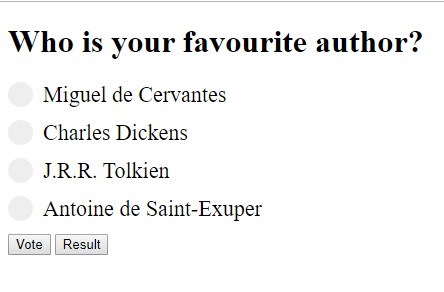 Who is your favourite author?
Miguel de Cervantes
Charles Dickens
J.R.R. Tolkien
Antoine de Saint-Exuper
Vote Result